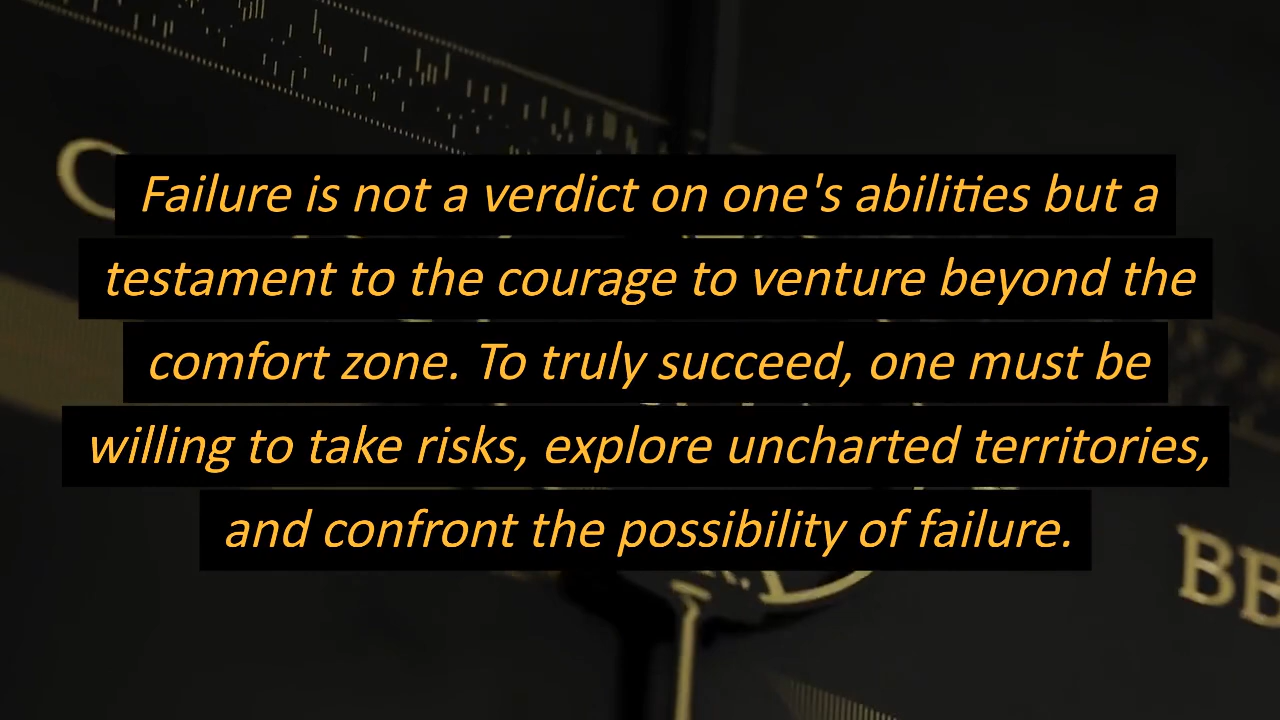 Failure is not a verdict on one's abilities but a
testament to the courage to venture beyond the
comfort zone. To truly succeed, one must be
willing to take risks, explore uncharted territories,
and confront the possibility of failure.